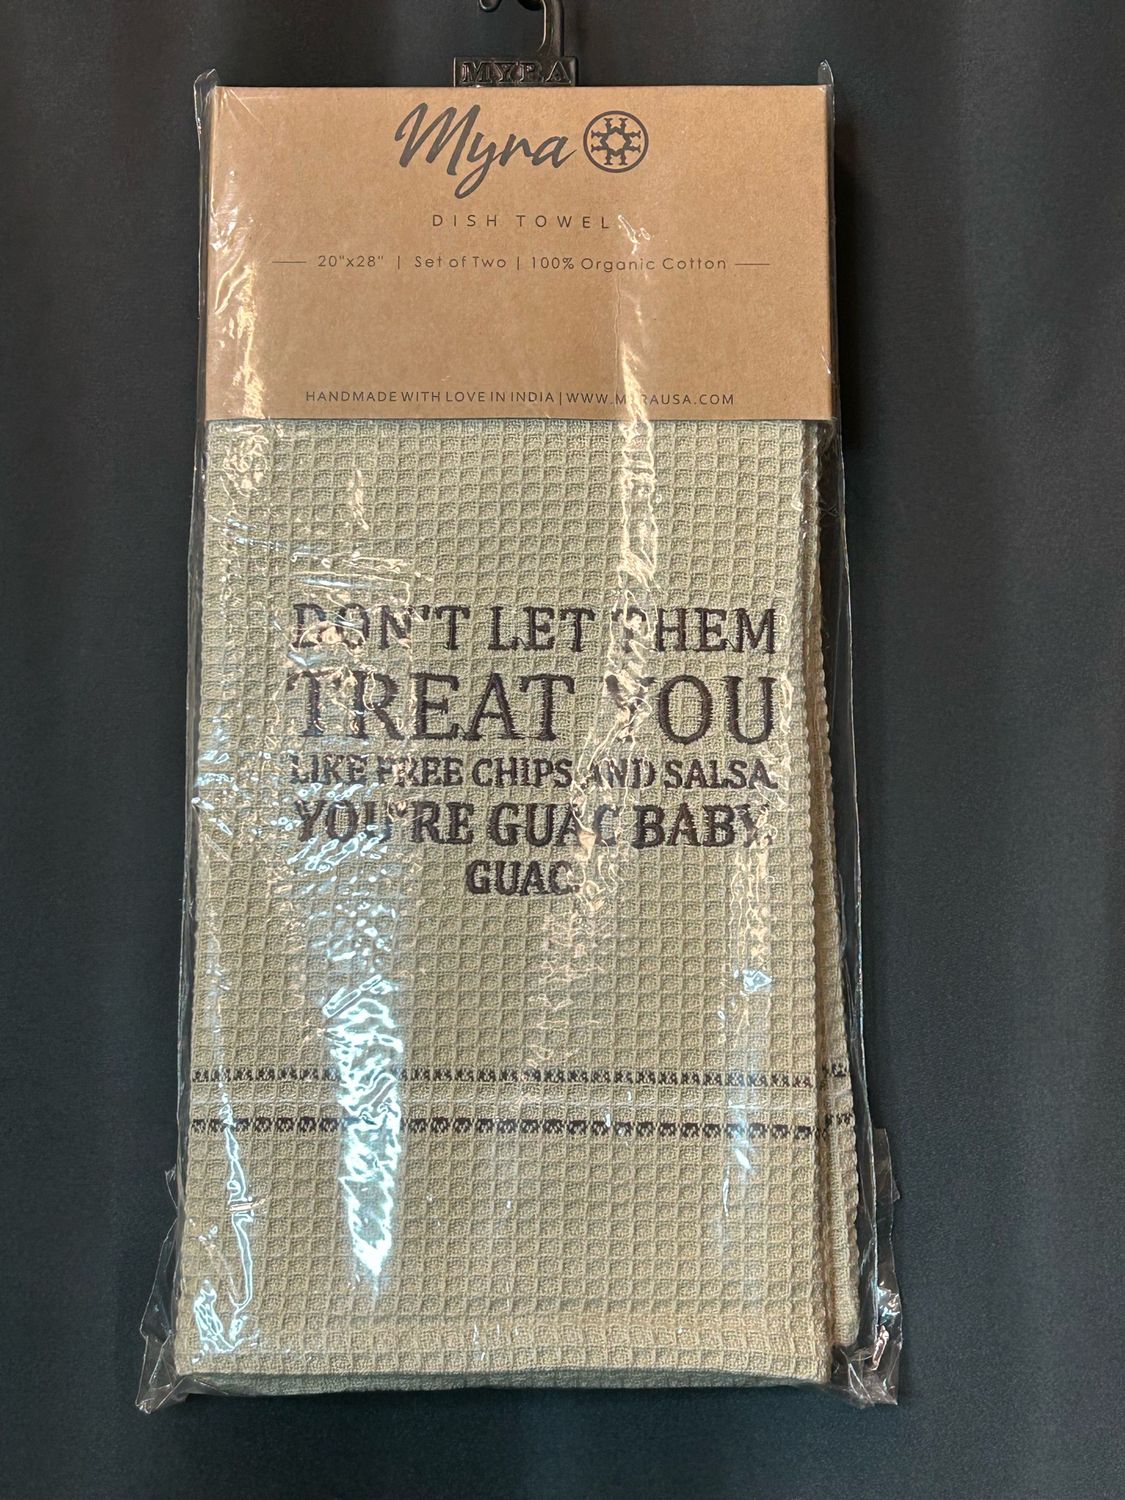 MYRA
Myra
DISH TOWEL
20"x28" | Set of Two | 100% Organic Cotton
HANDMADE WITH LOVE IN INDIA | WWW.MYRAUSA.COM
DON'T LET THEM
TREAT YOU
LIKE FREE CHIPS AND SALSA
YOU'RE GUAC BABY.
GUAC.